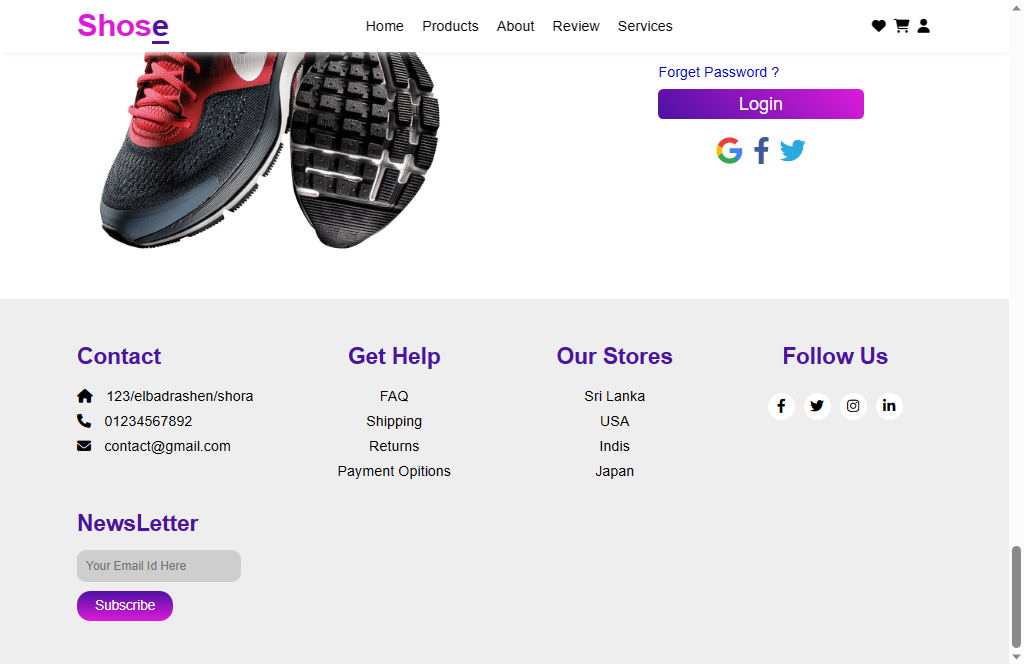 Shose
Home Products About Review Services
Forget Password ?
Login
Contact
123/elbadrashen/shora
01234567892
contact@gmail.com
Get Help
FAQ
Shipping
Returns
Payment Opitions
Our Stores
Sri Lanka
USA
Indis
Japan
Follow Us
NewsLetter
Your Email Id Here
Subscribe